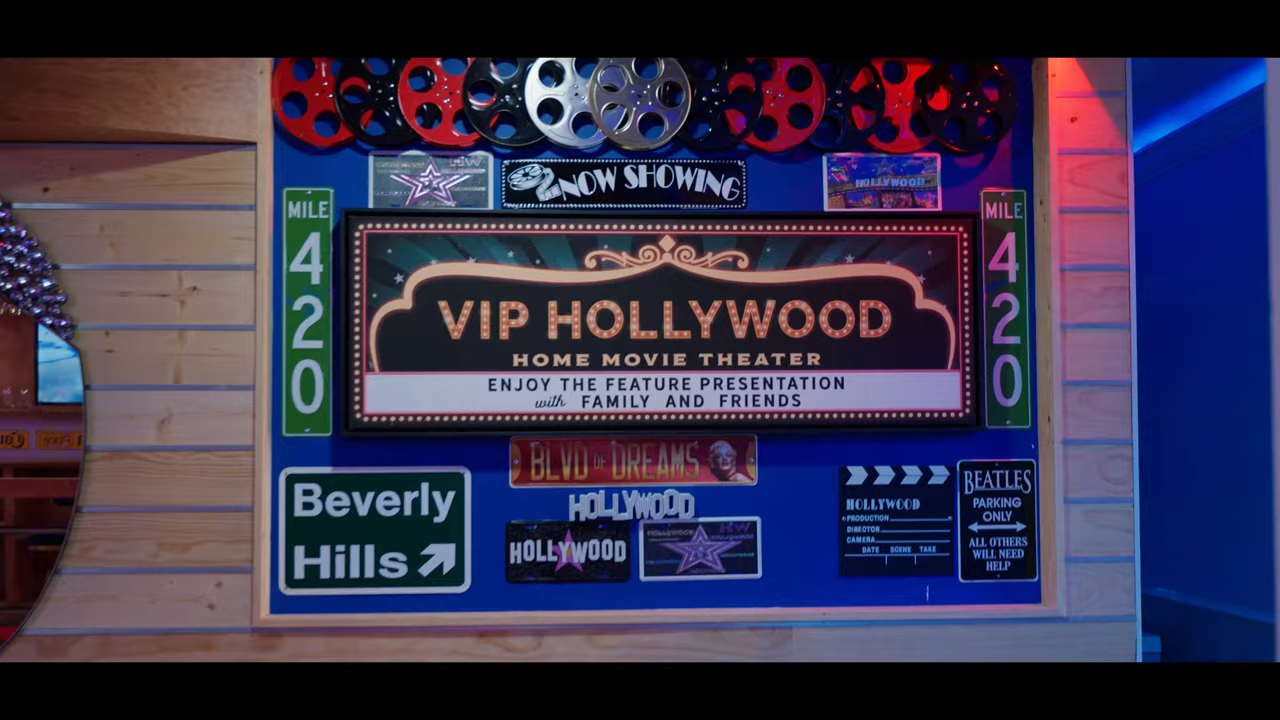 NOW SHOWING
HOLLYWOOD
MILE
420
VIP HOLLYWOOD
HOME MOVIE THEATER
ENJOY THE FEATURE PRESENTATION
with FAMILY AND FRIENDS
MILE
420
BLVD OF DREAMS
HOLLYWOOD
Beverly
Hills
HOLLYWOOD
HOLLYWOOD
HOLLYWOOD
PRODUCTION
DIRECTOR
CAMERA
DATE SCENE TAKE
BEATLES
PARKING
ONLY
ALL OTHERS
WILL NEED
HELP